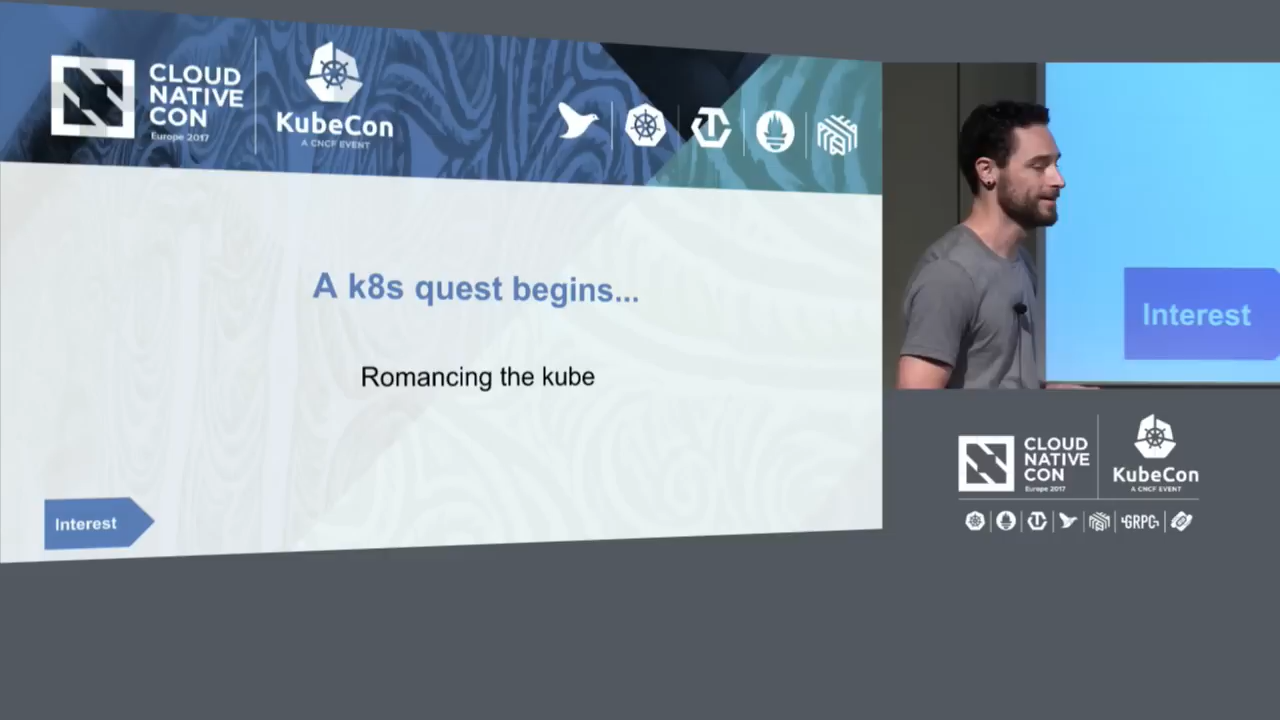 CLOUD
NATIVE
CON
Europe 2017
KubeCon
A CNCF EVENT
A k8s quest begins...
Romancing the kube
Interest
Interest
CLOUD
NATIVE
CON
Europe 2017
KubeCon
A CNCF EVENT
GRPC